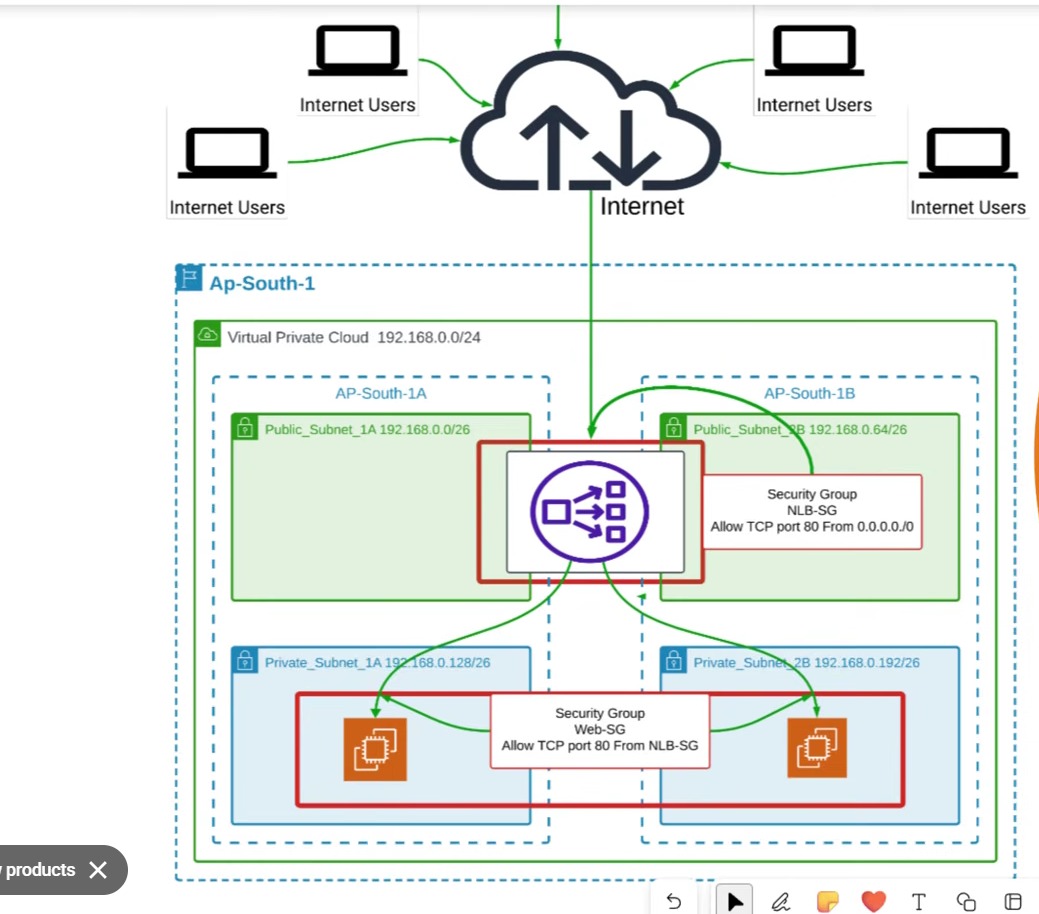 Internet Users
Internet Users
Internet Users
Internet Users
Internet
Ap-South-1
Virtual Private Cloud 192.168.0.0/24
AP-South-1A
AP-South-1B
Public_Subnet_1A 192.168.0.0/26
Public_Subnet_2B 192.168.0.64/26
Security Group
NLB-SG
Allow TCP port 80 From 0.0.0.0./0
Private_Subnet_1A 192.168.0.128/26
Private_Subnet_2B 192.168.0.192/26
Security Group
Web-SG
Allow TCP port 80 From NLB-SG
products
T